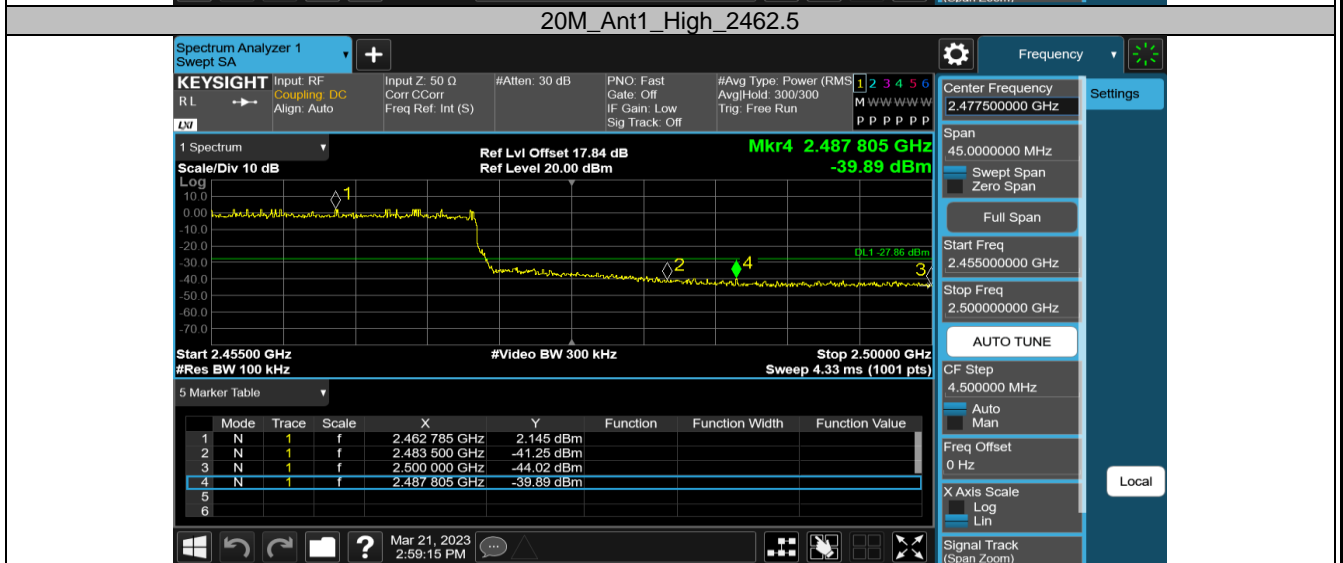 (Span Zoom)
20M_Ant1_High_2462.5
Spectrum Analyzer 1
Swept SA
+
Frequency
KEYSIGHT
R L
LXI
Input: RF
Coupling: DC
Align: Auto
Input Z: 50 Ω
Corr CCorr
Freq Ref: Int (S)
#Atten: 30 dB
PNO: Fast
Gate: Off
IF Gain: Low
Sig Track: Off
#Avg Type: Power (RMS
Avg|Hold: 300/300
Trig: Free Run
1 2 3 4 5 6
M W W W W W
P P P P P P
1 Spectrum
Scale/Div 10 dB
Ref Lvl Offset 17.84 dB
Ref Level 20.00 dBm
Mkr4 2.487 805 GHz
-39.89 dBm
Log
10.0
0.00
-10.0
-20.0
-30.0
-40.0
-50.0
-60.0
-70.0
1
2
4
3
DL1 -27.86 dBm
Start 2.45500 GHz
#Video BW 300 kHz
Stop 2.50000 GHz
#Res BW 100 kHz
Sweep 4.33 ms (1001 pts)
5 Marker Table
Mode Trace Scale X Y Function Function Width Function Value
1 N 1 f 2.462 785 GHz 2.145 dBm
2 N 1 f 2.483 500 GHz -41.25 dBm
3 N 1 f 2.500 000 GHz -44.02 dBm
4 N 1 f 2.487 805 GHz -39.89 dBm
5
6
?
Mar 21, 2023
2:59:15 PM
Center Frequency
2.477500000 GHz
Settings
Span
45.0000000 MHz
Swept Span
Zero Span
Full Span
Start Freq
2.455000000 GHz
Stop Freq
2.500000000 GHz
AUTO TUNE
CF Step
4.500000 MHz
Auto
Man
Freq Offset
0 Hz
Local
X Axis Scale
Log
Lin
Signal Track
(Span Zoom)